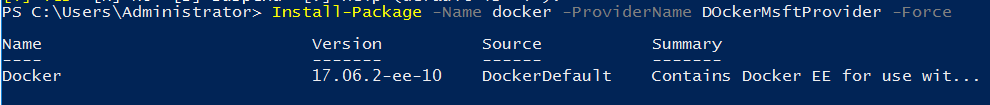 PS C:\Users\Administrator> Install-Package -Name docker -ProviderName DOckerMsftProvider -Force
Name Version Source Summary
---- ------- ------ -------
Docker 17.06.2-ee-10 DockerDefault Contains Docker EE for use wit...